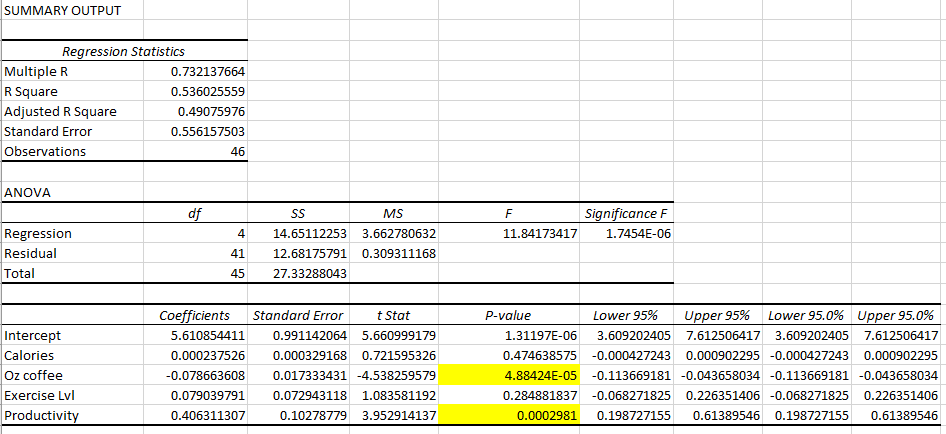 SUMMARY OUTPUT
Regression Statistics
Multiple R 0.732137664
R Square 0.536025559
Adjusted R Square 0.49075976
Standard Error 0.556157503
Observations 46
ANOVA
df SS MS F Significance F
Regression 4 14.65112253 3.662780632 11.84173417 1.7454E-06
Residual 41 12.68175791 0.309311168
Total 45 27.33288043
Coefficients Standard Error t Stat P-value Lower 95% Upper 95% Lower 95.0% Upper 95.0%
Intercept 5.610854411 0.991142064 5.660999179 1.31197E-06 3.609202405 7.612506417 3.609202405 7.612506417
Calories 0.000237526 0.000329168 0.721595326 0.474638575 -0.000427243 0.000902295 -0.000427243 0.000902295
Oz coffee -0.078663608 0.017333431 -4.538259579 4.88424E-05 -0.113669181 -0.043658034 -0.113669181 -0.043658034
Exercise Lvl 0.079039791 0.072943118 1.083581192 0.284881837 -0.068271825 0.226351406 -0.068271825 0.226351406
Productivity 0.406311307 0.10278779 3.952914137 0.0002981 0.198727155 0.61389546 0.198727155 0.61389546